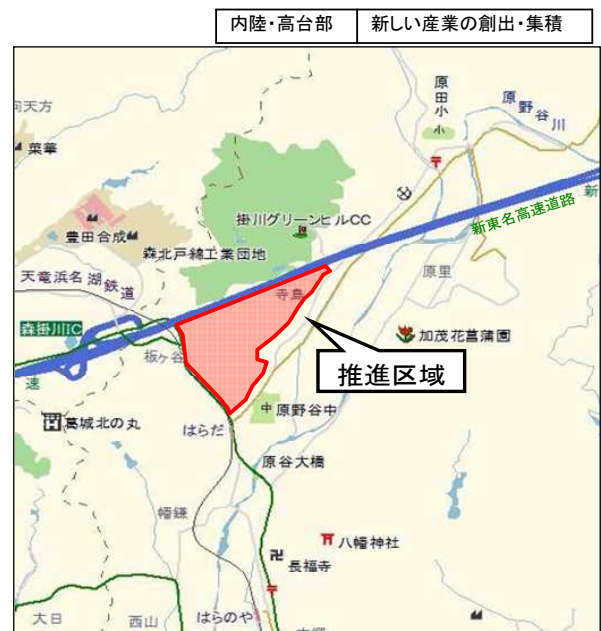 内陸・高台部 新しい産業の創出・集積
向天方
菜華
原田小
小
原野谷川
新
新東名高速道路
掛川グリーンヒルCC
豊田合成
森北戸綿工業団地
天竜浜名湖鉄道
寺島
原里
森掛川IC
板ヶ谷
加茂花菖蒲園
推進区域
速
葛城北の丸
中 原野谷中
はらだ
原谷大橋
幡鎌
八幡神社
長福寺
大日
西山
はらのや